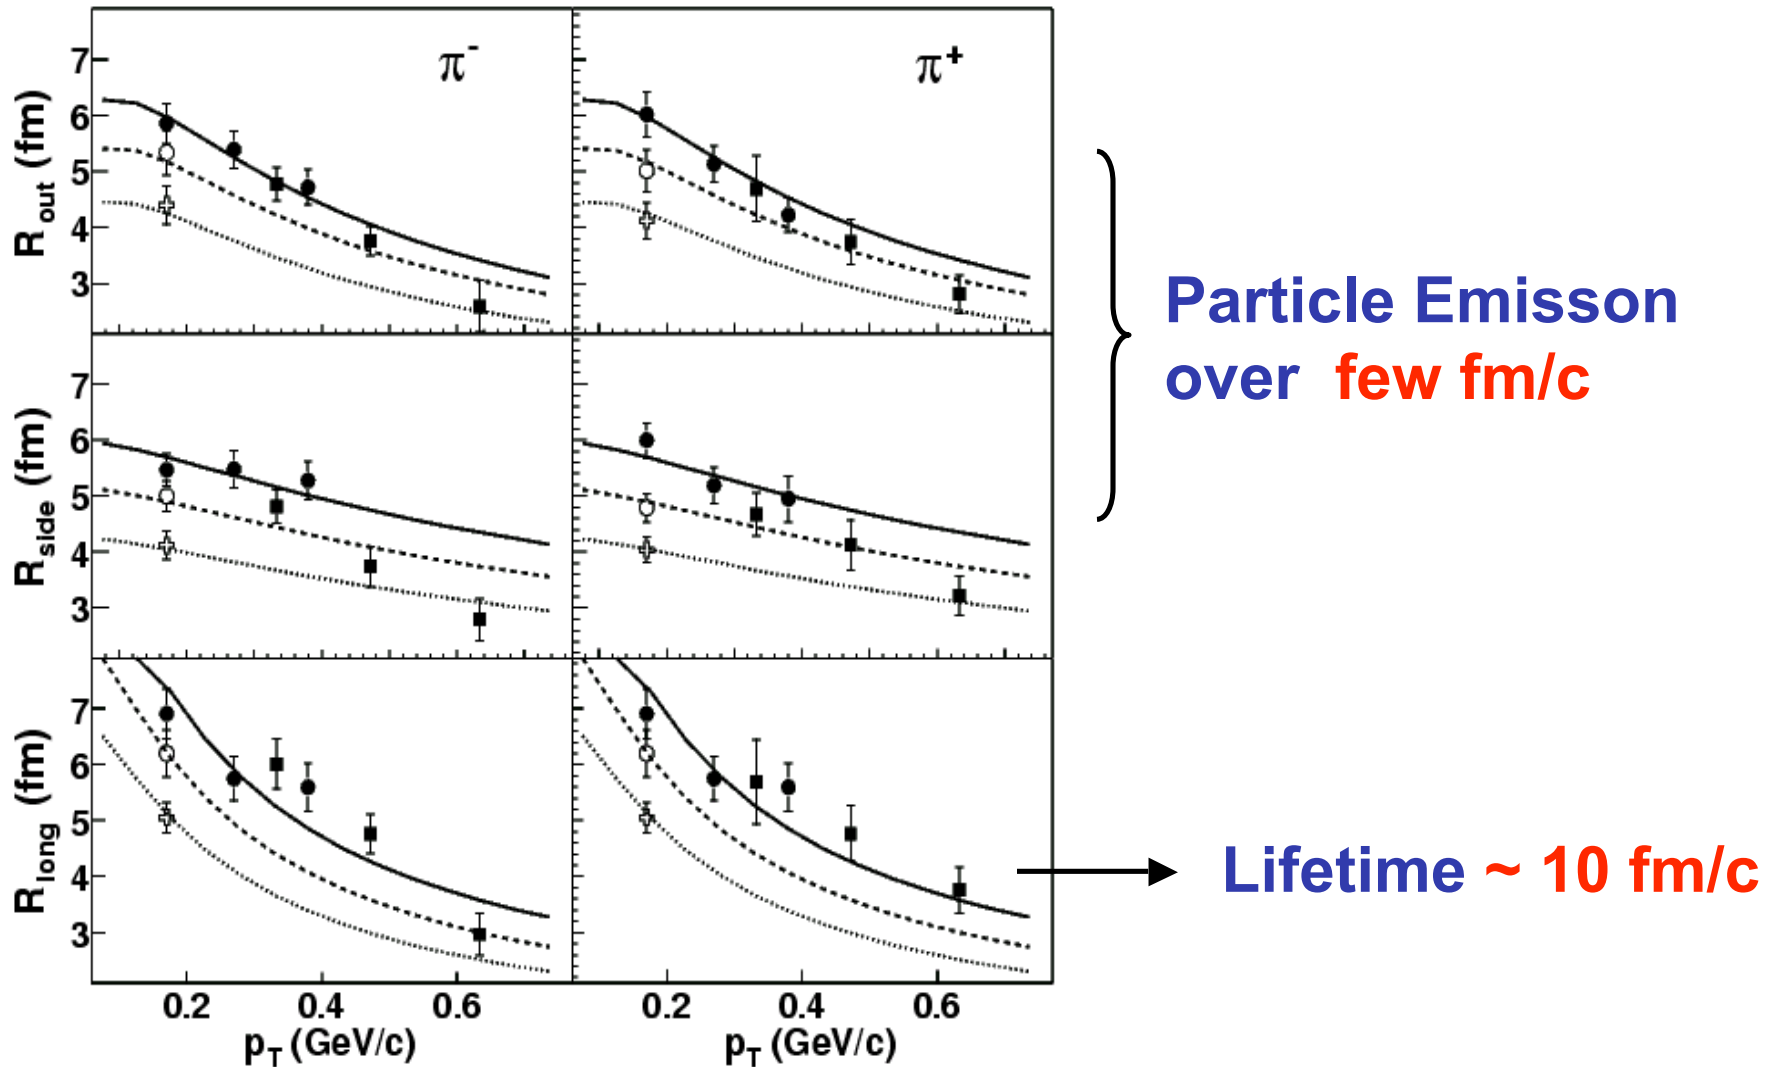 π⁻
π⁺
R_out (fm)
7
6
5
4
3
R_side (fm)
7
6
5
4
3
R_long (fm)
7
6
5
4
3
0.2 0.4 0.6
0.2 0.4 0.6
p_T (GeV/c)
p_T (GeV/c)
Particle Emisson
over few fm/c
Lifetime ~ 10 fm/c